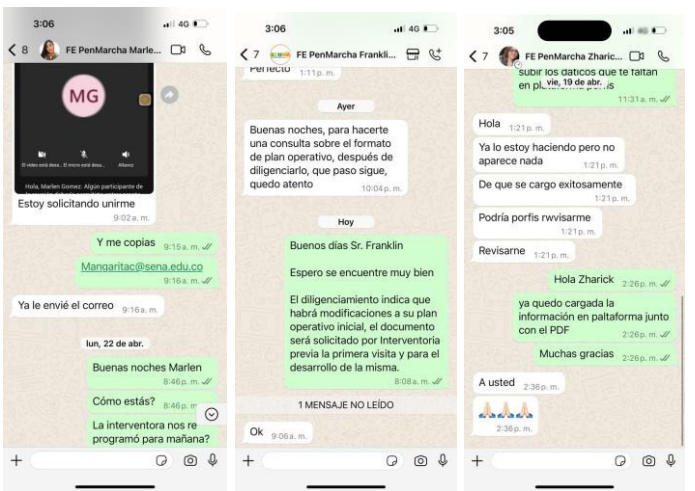 3:06
4G
8
FE PenMarcha Marle...
MG
Hola, Marlen Gomez: Algún participante de
Estoy solicitando unirme
9:02 a. m.
Y me copias
9:15 a. m.
Mangaritac@sena.edu.co
9:16 a. m.
Ya le envié el correo
9:16 a. m.
lun, 22 de abr.
Buenas noches Marlen
8:46 p. m.
Cómo estás?
8:46 p. m.
La interventora nos re
programó para mañana?
3:06
4G
7
FE PenMarcha Frankli...
Perfecto
1:11 p. m.
Ayer
Buenas noches, para hacerte
una consulta sobre el formato
de plan operativo, después de
diligenciarlo, que paso sigue,
quedo atento
10:04 p. m.
Hoy
Buenos días Sr. Franklin
Espero se encuentre muy bien
El diligenciamiento indica que
habrá modificaciones a su plan
operativo inicial, el documento
será solicitado por Interventoria
previa la primera visita y para el
desarrollo de la misma.
8:08 a. m.
1 MENSAJE NO LEÍDO
Ok
9:06 a. m.
3:05
7
FE PenMarcha Zharic...
subir los daticos que te faltan
vie, 19 de abr.
11:31 a. m.
Hola
1:21 p. m.
Ya lo estoy haciendo pero no
aparece nada
1:21 p. m.
De que se cargo exitosamente
1:21 p. m.
Podría porfis rwvisarme
1:21 p. m.
Revisarne
1:21 p. m.
Hola Zharick
2:26 p. m.
ya quedo cargada la
información en paltaforma junto
con el PDF
2:26 p. m.
Muchas gracias
2:26 p. m.
A usted
2:36 p. m.
2:36 p. m.